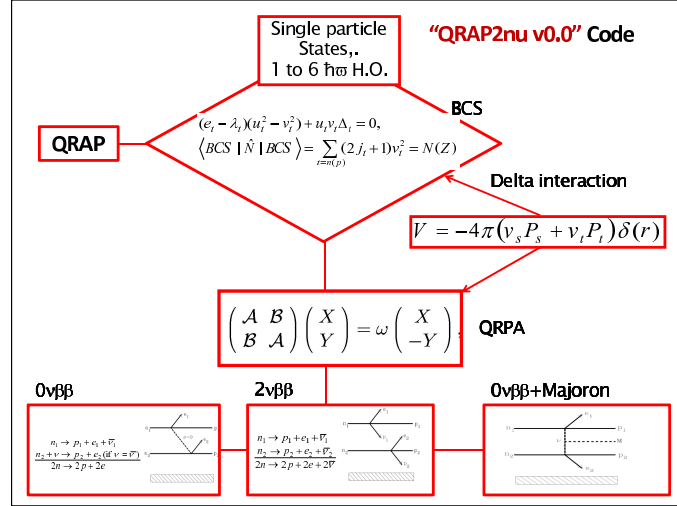 Single particle
States,.
1 to 6 ħϖ H.O.
“QRAP2nu v0.0” Code
BCS
(e_t − λ_t)(u_t^2 − v_t^2) + u_t v_t Δ_t = 0,
⟨BCS | N̂ | BCS⟩ = ∑_{t=n(p)} (2 j_t + 1)v_t^2 = N(Z)
QRAP
Delta interaction
V = −4π(v_s P_s + v_t P_t)δ(r)
(A B; B A)(X; Y) = ω(X; −Y),
QRPA
0νββ
2νββ
0νββ+Majoron
n_1 → p_1 + e_1 + ν̅_1
n_2 + ν → p_2 + e_2 (if ν = ν̅)
2n → 2p + 2e
n_1 → p_1 + e_1 + ν̅_1
n_2 → p_2 + e_2 + ν̅_2
2n → 2p + 2e + 2ν̅